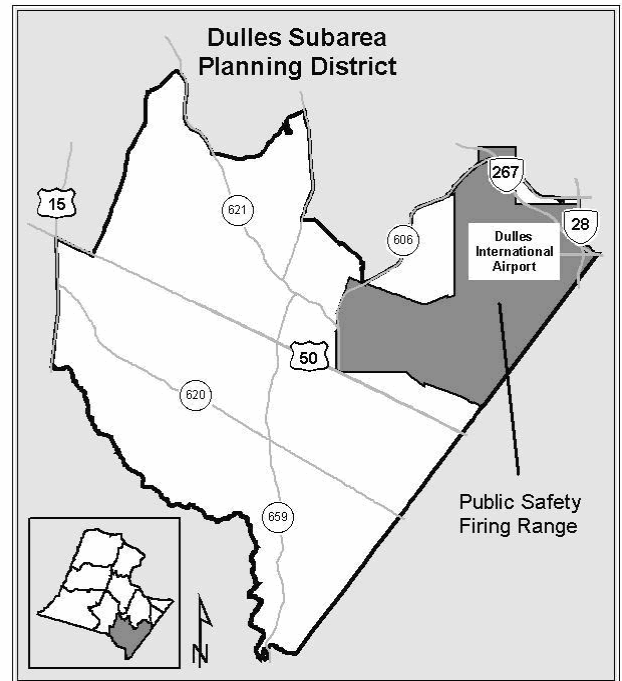 Dulles Subarea
Planning District
267
15
621
28
606
Dulles
International
Airport
50
620
Public Safety
Firing Range
659
N